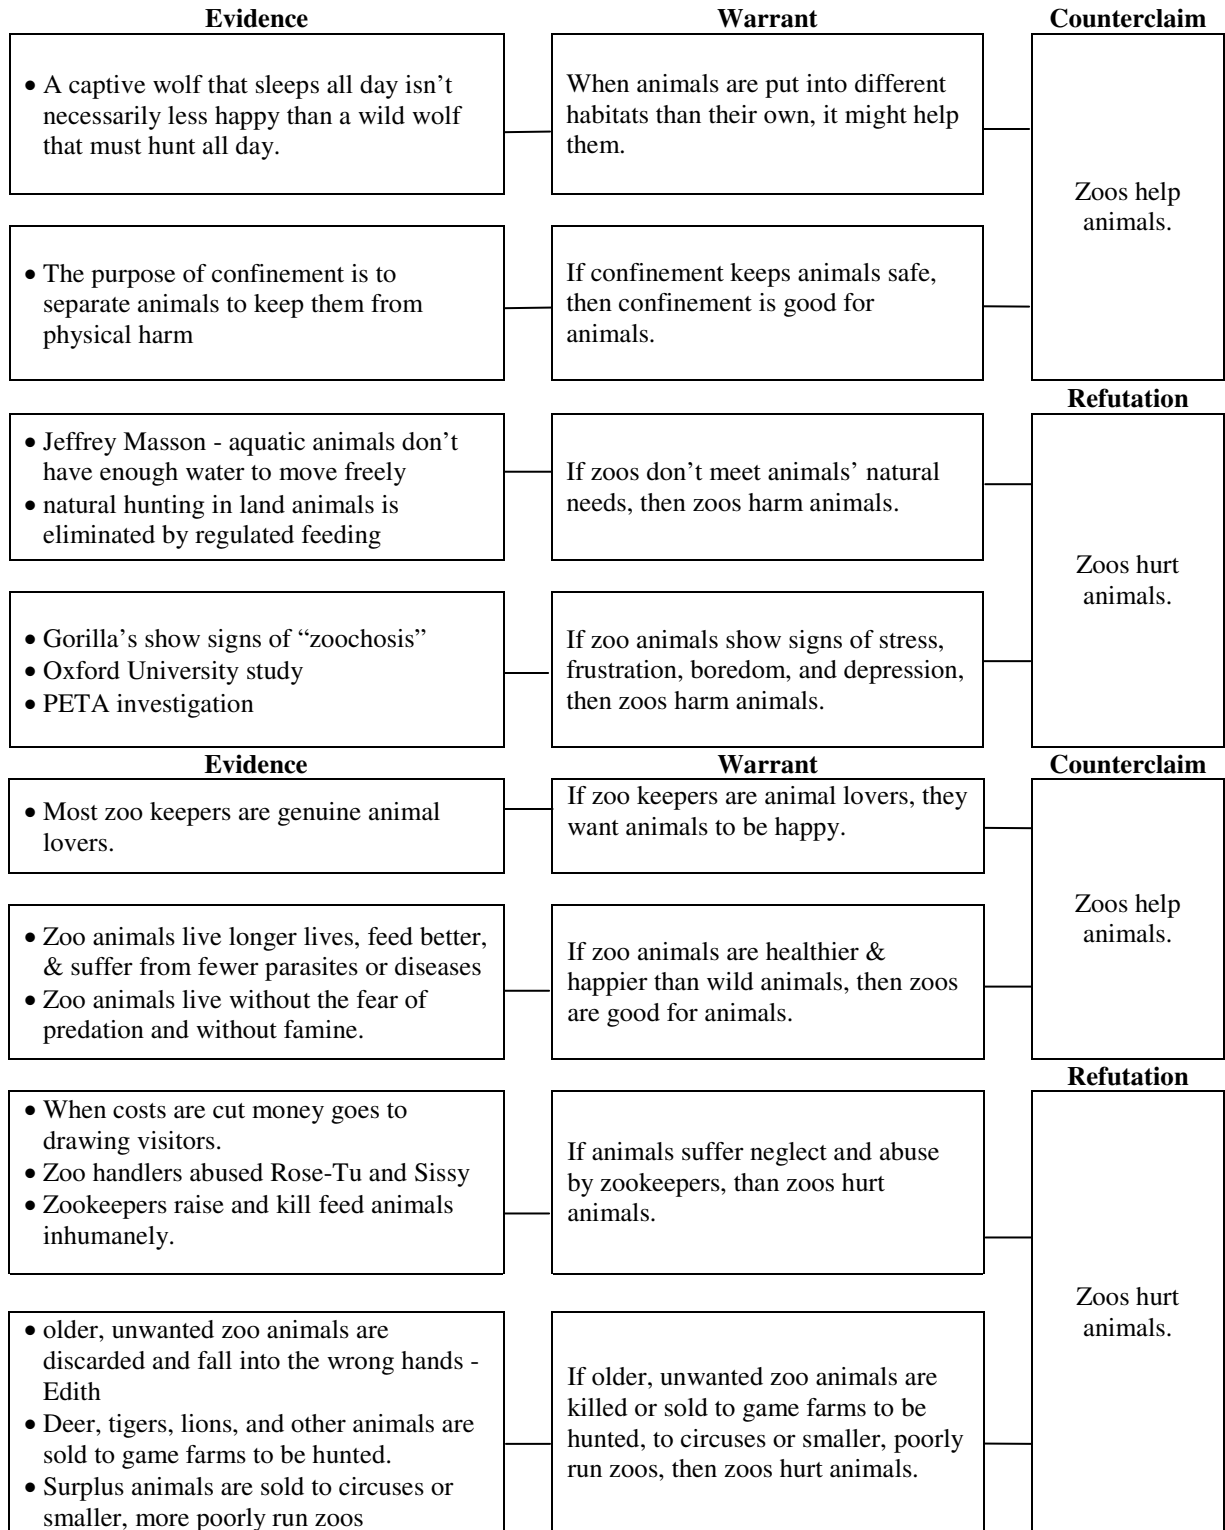 Evidence
Warrant
Counterclaim
• A captive wolf that sleeps all day isn’t
necessarily less happy than a wild wolf
that must hunt all day.
When animals are put into different
habitats than their own, it might help
them.
Zoos help
animals.
• The purpose of confinement is to
separate animals to keep them from
physical harm
If confinement keeps animals safe,
then confinement is good for
animals.
Refutation
• Jeffrey Masson - aquatic animals don’t
have enough water to move freely
• natural hunting in land animals is
eliminated by regulated feeding
If zoos don’t meet animals’ natural
needs, then zoos harm animals.
Zoos hurt
animals.
• Gorilla’s show signs of “zoochosis”
• Oxford University study
• PETA investigation
If zoo animals show signs of stress,
frustration, boredom, and depression,
then zoos harm animals.
Evidence
Warrant
Counterclaim
• Most zoo keepers are genuine animal
lovers.
If zoo keepers are animal lovers, they
want animals to be happy.
Zoos help
animals.
• Zoo animals live longer lives, feed better,
& suffer from fewer parasites or diseases
• Zoo animals live without the fear of
predation and without famine.
If zoo animals are healthier &
happier than wild animals, then zoos
are good for animals.
Refutation
• When costs are cut money goes to
drawing visitors.
• Zoo handlers abused Rose-Tu and Sissy
• Zookeepers raise and kill feed animals
inhumanely.
If animals suffer neglect and abuse
by zookeepers, than zoos hurt
animals.
Zoos hurt
animals.
• older, unwanted zoo animals are
discarded and fall into the wrong hands -
Edith
• Deer, tigers, lions, and other animals are
sold to game farms to be hunted.
• Surplus animals are sold to circuses or
smaller, more poorly run zoos
If older, unwanted zoo animals are
killed or sold to game farms to be
hunted, to circuses or smaller, poorly
run zoos, then zoos hurt animals.